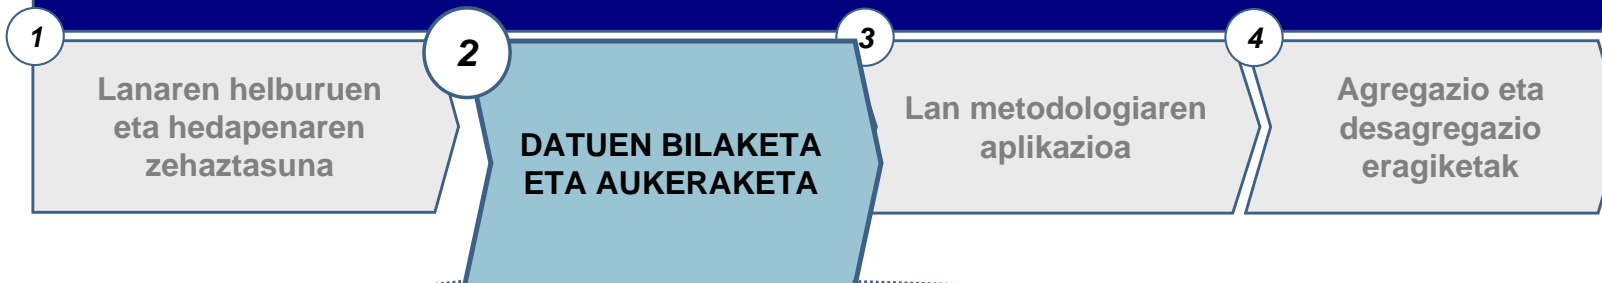 1
Lanaren helburuen
eta hedapenaren
zehaztasuna
2
DATUEN BILAKETA
ETA AUKERAKETA
3
Lan metodologiaren
aplikazioa
4
Agregazio eta
desagregazio
eragiketak